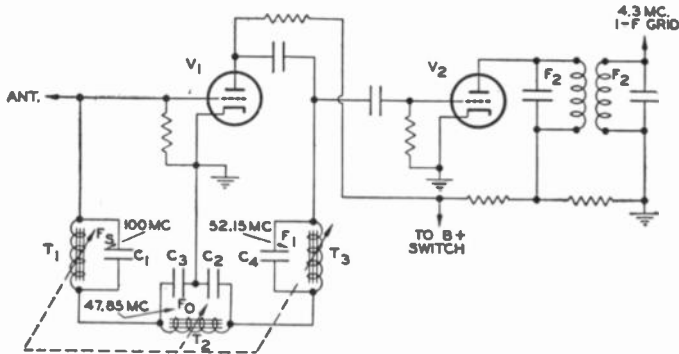 4.3 MC.
I-F GRID
V1
V2
F2
F2
ANT.
TO B+
SWITCH
100 MC
52.15 MC
FS
F1
T1
C1
C3
C2
C4
T3
47.85 MC
FO
T2